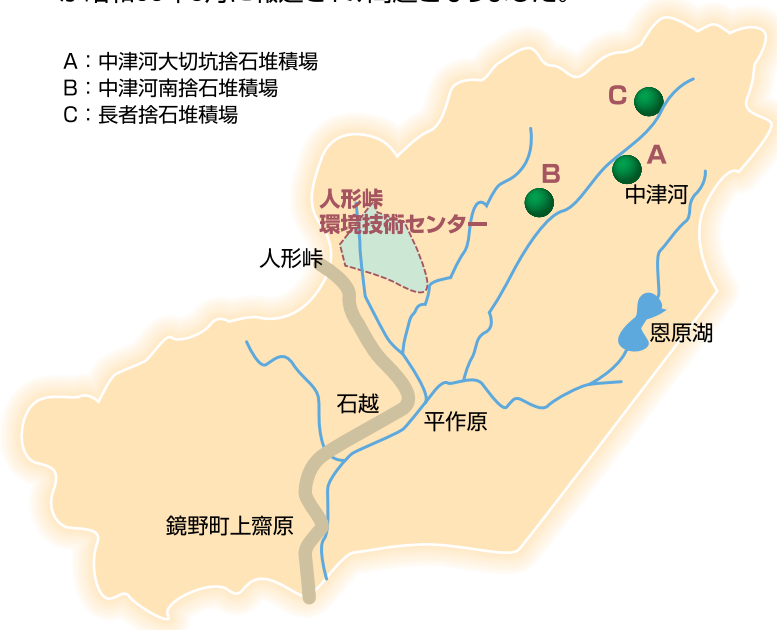 A：中津河大切坑捨石堆積場
B：中津河南捨石堆積場
C：長者捨石堆積場
C
A
B
中津河
人形峠
環境技術センター
人形峠
恩原湖
石越
平作原
鏡野町上齋原